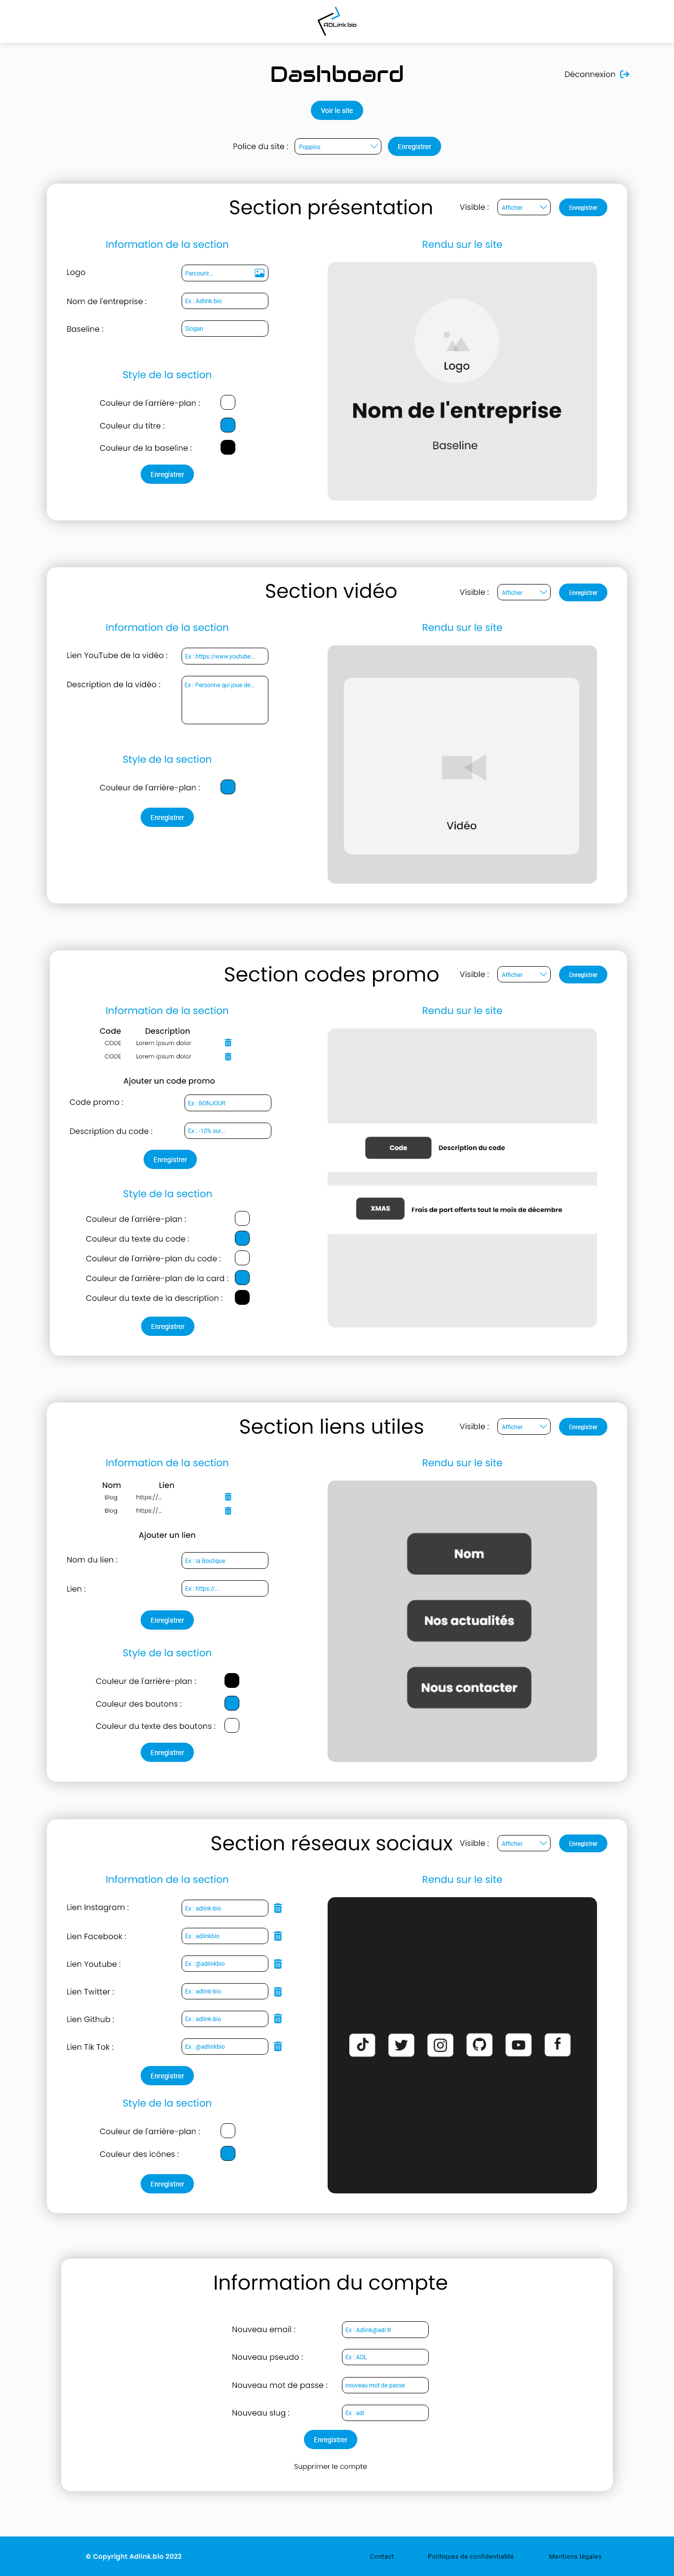 ADLink.bio
Dashboard
Déconnexion
Voir le site
Police du site :
Poppins
Enregistrer
Section présentation
Visible :
Afficher
Enregistrer
Information de la section
Rendu sur le site
Logo
Parcourir...
Nom de l'entreprise :
Ex : Adlink.bio
Baseline :
Slogan
Style de la section
Couleur de l'arrière-plan :
Couleur du titre :
Couleur de la baseline :
Enregistrer
Logo
Nom de l'entreprise
Baseline
Section vidéo
Visible :
Afficher
Enregistrer
Information de la section
Rendu sur le site
Lien YouTube de la vidéo :
Ex : https://www.youtube...
Description de la vidéo :
Ex : Personne qui joue de...
Style de la section
Couleur de l'arrière-plan :
Enregistrer
Vidéo
Section codes promo
Visible :
Afficher
Enregistrer
Information de la section
Rendu sur le site
Code Description
CODE Lorem ipsum dolor
CODE Lorem ipsum dolor
Ajouter un code promo
Code promo :
Ex : BONJOUR
Description du code :
Ex : -10% sur...
Enregistrer
Style de la section
Couleur de l'arrière-plan :
Couleur du texte du code :
Couleur de l'arrière-plan du code :
Couleur de l'arrière-plan de la card :
Couleur du texte de la description :
Enregistrer
Code Description du code
XMAS Frais de port offerts tout le mois de décembre
Section liens utiles
Visible :
Afficher
Enregistrer
Information de la section
Rendu sur le site
Nom Lien
Blog https://...
Blog https://...
Ajouter un lien
Nom du lien :
Ex : la Boutique
Lien :
Ex : https://...
Enregistrer
Style de la section
Couleur de l'arrière-plan :
Couleur des boutons :
Couleur du texte des boutons :
Enregistrer
Nom
Nos actualités
Nous contacter
Section réseaux sociaux
Visible :
Afficher
Enregistrer
Information de la section
Rendu sur le site
Lien Instagram :
Ex : adlink-bio
Lien Facebook :
Ex : adlinkbio
Lien Youtube :
Ex : @adlinkbio
Lien Twitter :
Ex : adlink-bio
Lien Github :
Ex : adlink-bio
Lien Tik Tok :
Ex : @adlinkbio
Enregistrer
Style de la section
Couleur de l'arrière-plan :
Couleur des icônes :
Enregistrer
Information du compte
Nouveau email :
Ex : Adlink@adl.fr
Nouveau pseudo :
Ex : ADL
Nouveau mot de passe :
nouveau mot de passe
Nouveau slug :
Ex : adl
Enregistrer
Supprimer le compte
© Copyright Adlink.bio 2022
Contact
Politiques de confidentialité
Mentions légales